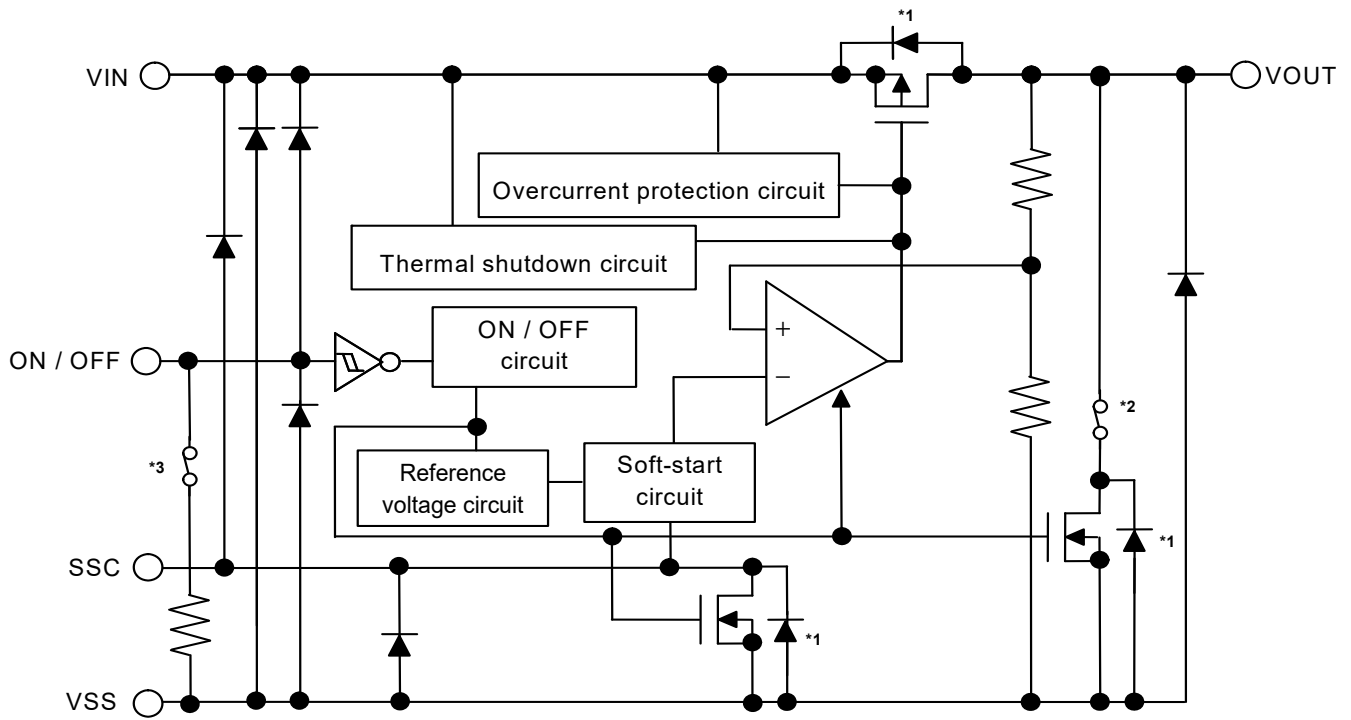 *1
VIN
VOUT
Overcurrent protection circuit
Thermal shutdown circuit
+
−
ON / OFF
ON / OFF
circuit
*2
*3
Reference
voltage circuit
Soft-start
circuit
*1
SSC
*1
VSS